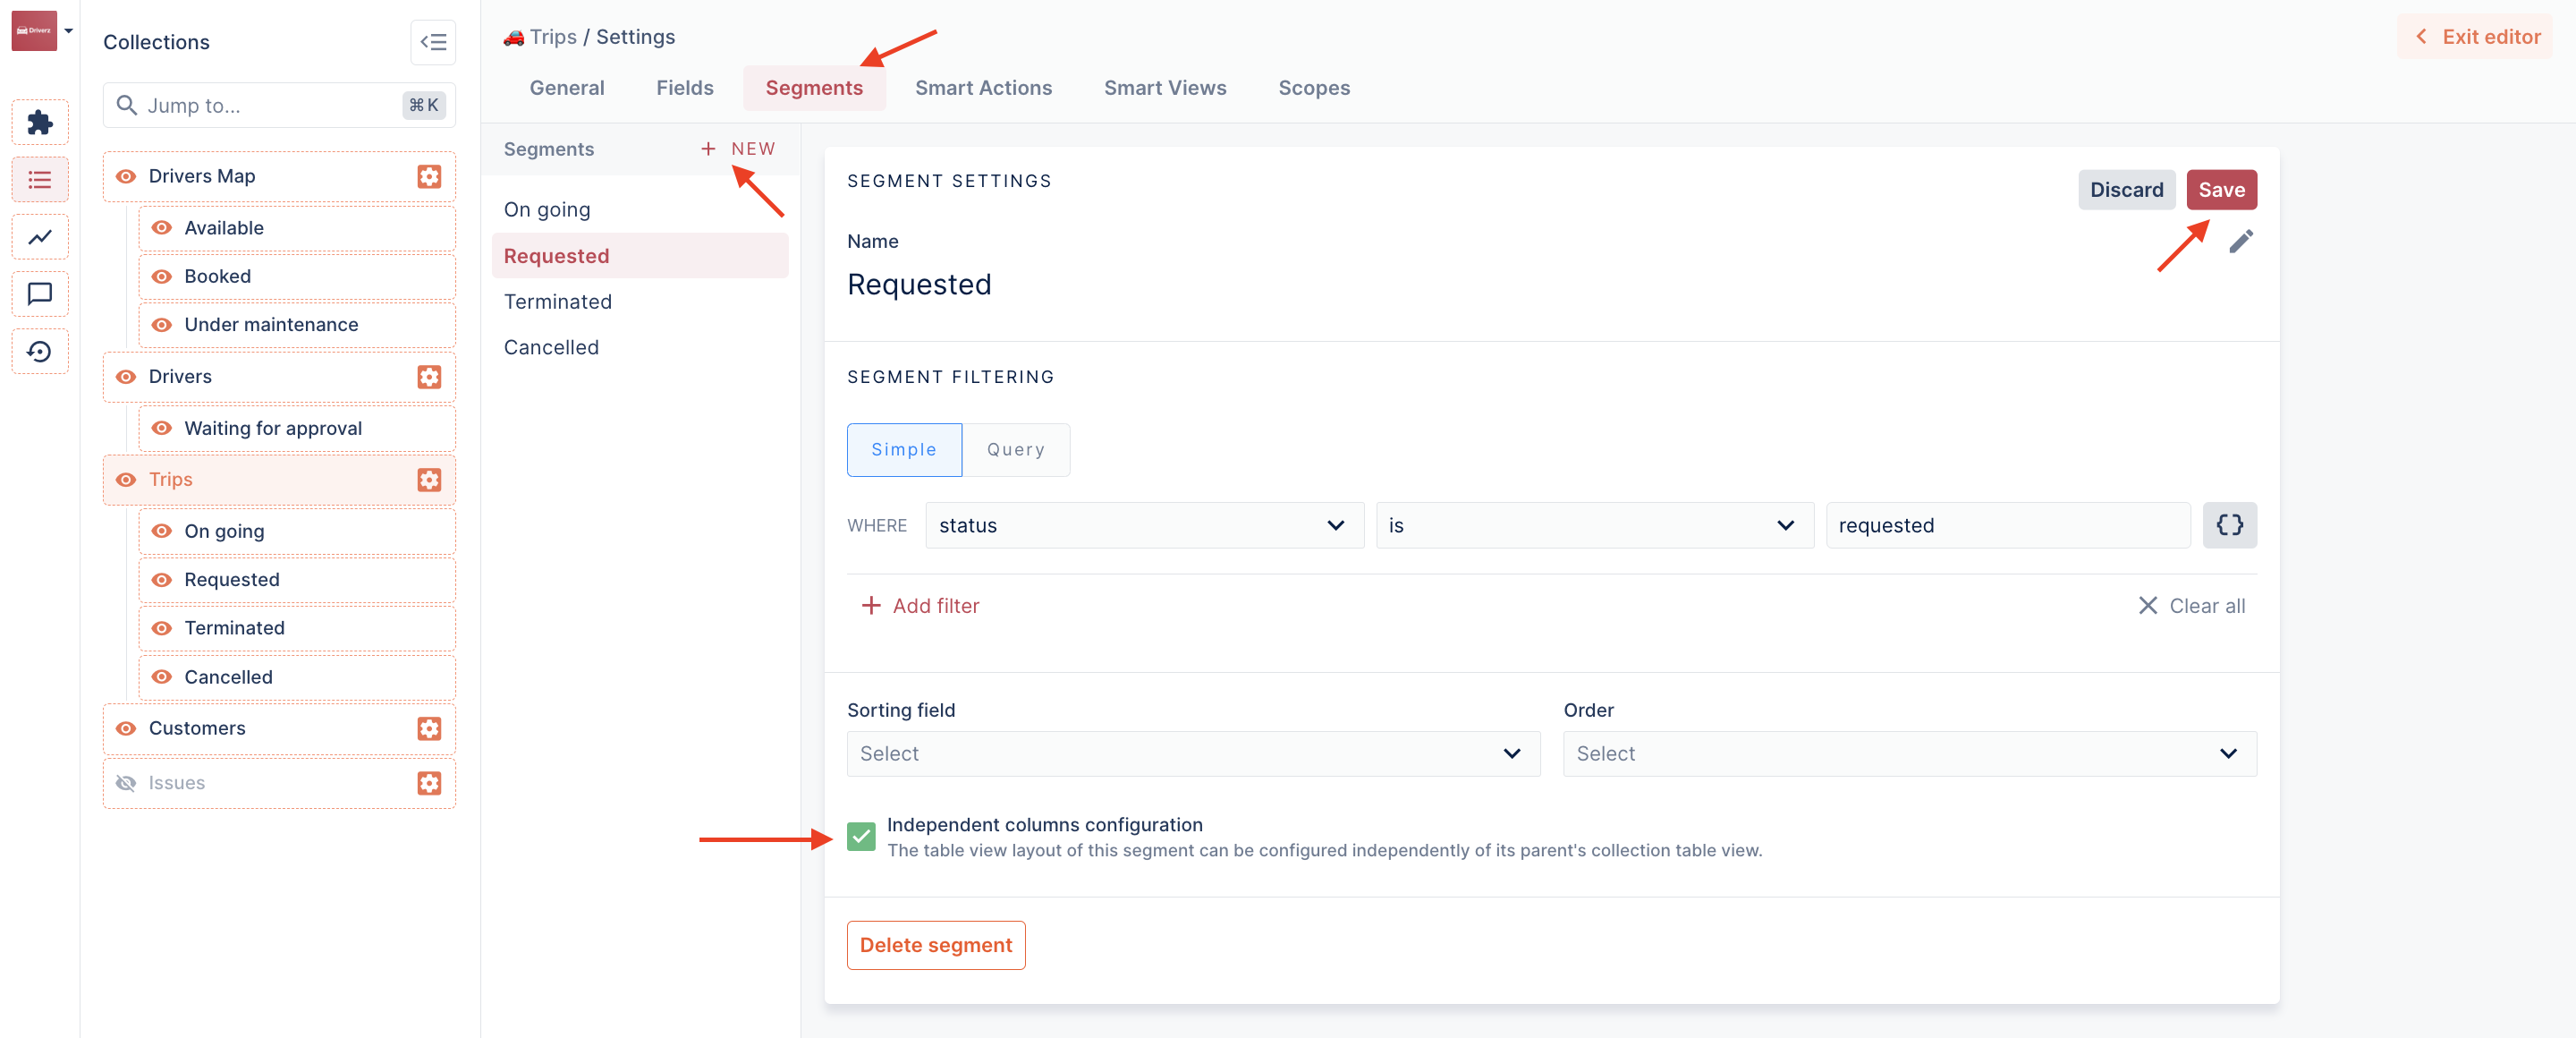 Driverz
Collections
Jump to...
⌘ K
Drivers Map
Available
Booked
Under maintenance
Drivers
Waiting for approval
Trips
On going
Requested
Terminated
Cancelled
Customers
Issues
Trips / Settings
Exit editor
General
Fields
Segments
Smart Actions
Smart Views
Scopes
Segments
+ NEW
On going
Requested
Terminated
Cancelled
SEGMENT SETTINGS
Discard
Save
Name
Requested
SEGMENT FILTERING
Simple
Query
WHERE
status
is
requested
{}
+ Add filter
Clear all
Sorting field
Order
Select
Select
Independent columns configuration
The table view layout of this segment can be configured independently of its parent's collection table view.
Delete segment